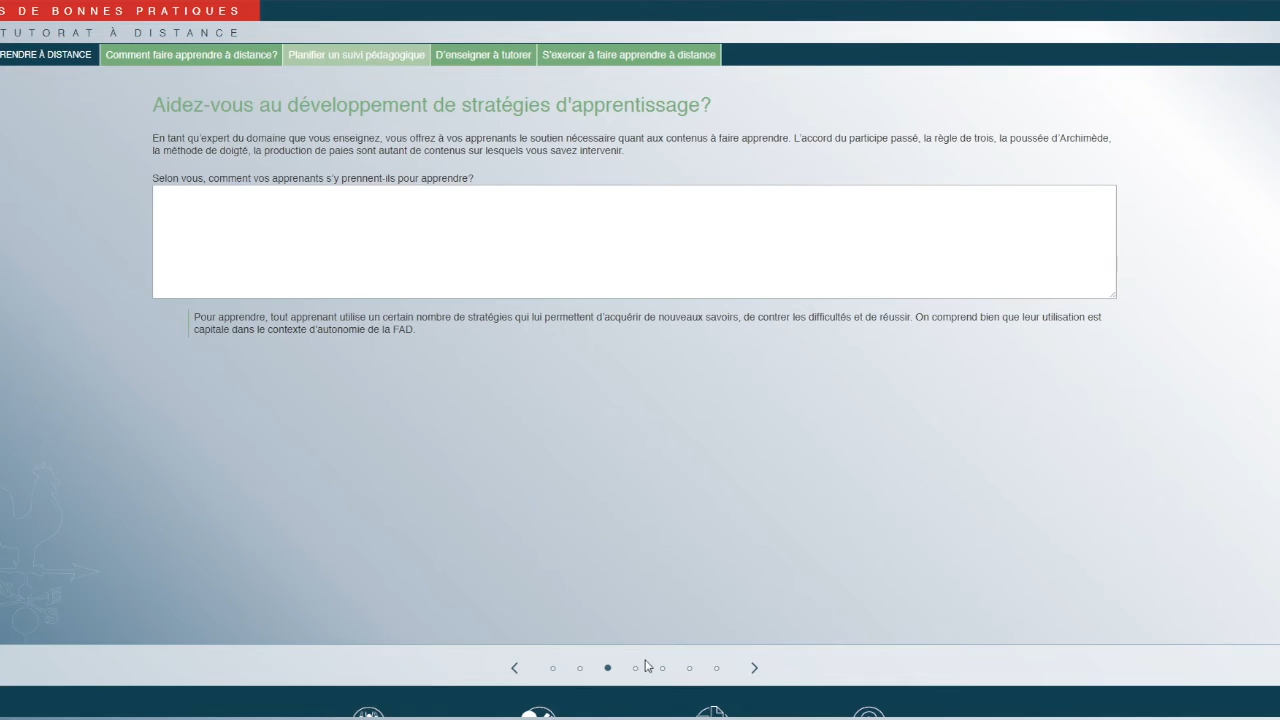 S DE BONNES PRATIQUES
TUTORAT À DISTANCE
RENDRE À DISTANCE
Comment faire apprendre à distance?
Planifier un suivi pédagogique
D'enseigner à tutorer
S'exercer à faire apprendre à distance
Aidez-vous au développement de stratégies d'apprentissage?
En tant qu'expert du domaine que vous enseignez, vous offrez à vos apprenants le soutien nécessaire quant aux contenus à faire apprendre. L'accord du participe passé, la règle de trois, la poussée d'Archimède,
la méthode de doigté, la production de paies sont autant de contenus sur lesquels vous savez intervenir.
Selon vous, comment vos apprenants s'y prennent-ils pour apprendre?
Pour apprendre, tout apprenant utilise un certain nombre de stratégies qui lui permettent d'acquérir de nouveaux savoirs, de contrer les difficultés et de réussir. On comprend bien que leur utilisation est
capitale dans le contexte d'autonomie de la FAD.